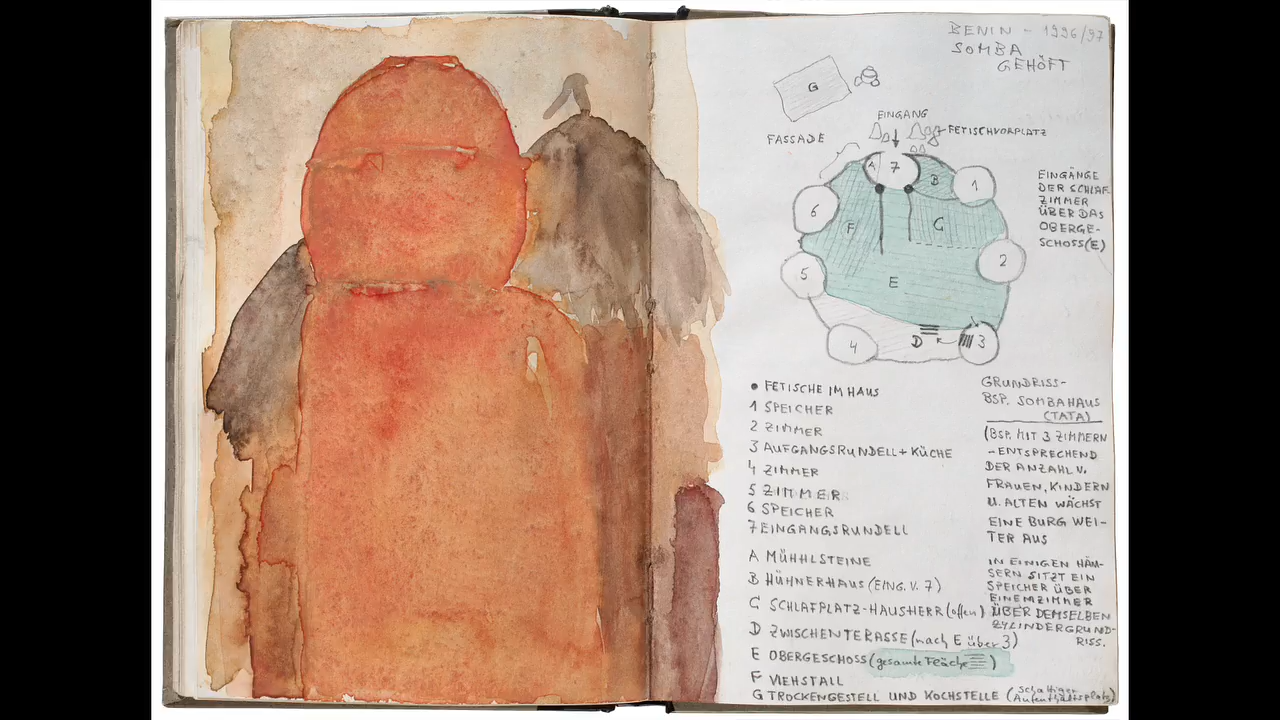 BENIN - 1996/97
SOMBA
GEHÖFT
G
EINGANG
FETISCHVORPLATZ
FASSADE
A
7
B
1
6
F
C
2
5
E
4
D
3
EINGÄNGE
DER SCHLAF-
ZIMMER
ÜBER DAS
OBERGE-
SCHOSS(E)
● FETISCHE IM HAUS
1 SPEICHER
2 ZIMMER
3 AUFGANGSRUNDELL + KÜCHE
4 ZIMMER
5 ZIMMER
6 SPEICHER
7 EINGANGSRUNDELL
A MÜHHLSTEINE
B HÜHNERHAUS (EING. V. 7)
C SCHLAFPLATZ-HAUSHERR (offen)
D ZWISCHENTERASSE (nach E über 3)
E OBERGESCHOSS (gesamte Fläche)
F VIEHSTALL
G TROCKENGESTELL UND KOCHSTELLE (Schattiger Aufenthaltsplatz)
GRUNDRISS-
BSP. SOMBAHAUS
(TATA)
(BSP. MIT 3 ZIMMERN
-ENTSPRECHEND
DER ANZAHL V.
FRAUEN, KINDERN
U. ALTEN WÄCHST
EINE BURG WEI-
TER AUS
IN EINIGEN HÄU-
SERN SITZT EIN
SPEICHER ÜBER
EINEM ZIMMER
ÜBER DEMSELBEN
ZYLINDERGRUND-
RISS.